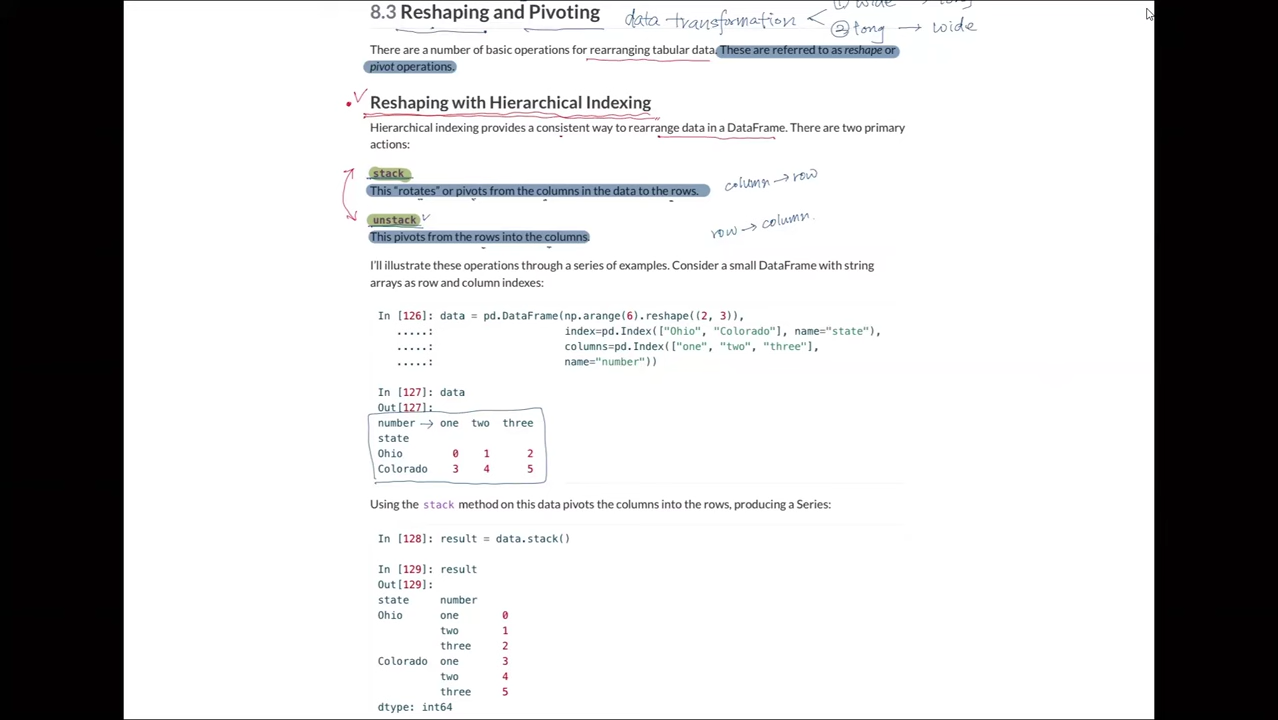 ① wide → long
8.3 Reshaping and Pivoting data transformation <
② long → wide
There are a number of basic operations for rearranging tabular data. These are referred to as reshape or
pivot operations.
Reshaping with Hierarchical Indexing
Hierarchical indexing provides a consistent way to rearrange data in a DataFrame. There are two primary
actions:
stack
This “rotates” or pivots from the columns in the data to the rows. column → row
unstack
This pivots from the rows into the columns. row → column.
I’ll illustrate these operations through a series of examples. Consider a small DataFrame with string
arrays as row and column indexes:
In [126]: data = pd.DataFrame(np.arange(6).reshape((2, 3)),
.....: index=pd.Index(["Ohio", "Colorado"], name="state"),
.....: columns=pd.Index(["one", "two", "three"],
.....: name="number"))
In [127]: data
Out[127]:
number → one two three
state
Ohio 0 1 2
Colorado 3 4 5
Using the stack method on this data pivots the columns into the rows, producing a Series:
In [128]: result = data.stack()
In [129]: result
Out[129]:
state number
Ohio one 0
two 1
three 2
Colorado one 3
two 4
three 5
dtype: int64